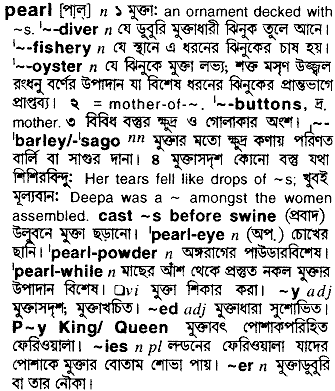 pearl [পাল্] n ১ মুক্তা: an ornament decked with
~s. ˈ~-diver n যে ডুবুরি মুক্তাধারী ঝিনুক তুলে আনে।
ˈ~-fishery n যে স্থানে এ ধরনের ঝিনুকের চাষ হয়।
ˈ~-oyster n যে ঝিনুকে মুক্তা লভ্য; শক্ত মসৃণ উজ্জ্বল
রংধনু বর্ণের উপাদান যা বিশেষ ধরনের ঝিনুকের প্রান্তভাগে
প্রাপ্তব্য। ২ = mother-of-~. ˈ~-buttons, দ্র.
mother. ৩ বিবিধ বস্তুর ক্ষুদ্র ও গোলাকার অংশ। ˈ~-
barley/-ˈsago nn মুক্তার মতো ক্ষুদ্র কণায় পরিণত
বার্লি বা সাগুর দানা। ৪ মুক্তাসদৃশ কোনো বস্তু যথা
শিশিরবিন্দু: Her tears fell like drops of ~s; খুবই
মূল্যবান: Deepa was a ~ amongst the women
assembled. cast ~s before swine (প্রবাদ)
উলুবনে মুক্তা ছড়ানো। ˈpearl-eye n (অপ.) চোখের
ছানি। ˈpearl-powder n অঙ্গরাগের পাউডারবিশেষ।
ˈpearl-while n মাছের আঁশ থেকে প্রস্তুত নকল মুক্তার
উপাদান বিশেষ। □vi মুক্তা শিকার করা। ~y adj
মুক্তাসদৃশ; মুক্তাখচিত। ~ed adj মুক্তাধারা সুশোভিত।
P~y King/ Queen মুক্তাবৎ পোশাকপরিহিত
ফেরিওয়ালা। ~ies n pl লন্ডনের ফেরিওয়ালা যাদের
পোশাকে মুক্তার বোতাম শোভা পায়। ~er n মুক্তাডুবুরি
বা তার নৌকা।